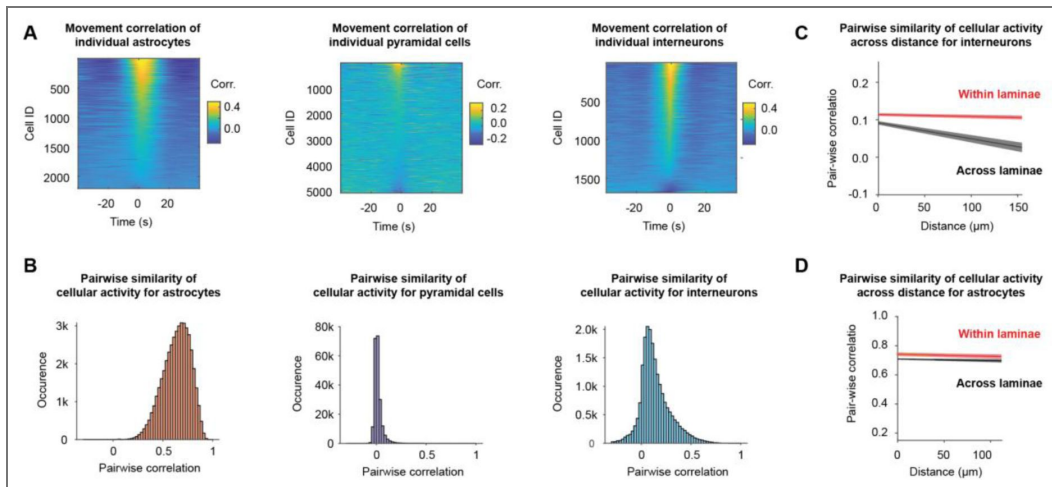 A
Movement correlation of
individual astrocytes
Cell ID
500
1000
1500
2000
-20 0 20
Time (s)
Corr.
0.4
0.0
Movement correlation of
individual pyramidal cells
Cell ID
1000
2000
3000
4000
5000
-20 0 20
Time (s)
Corr.
0.2
0.0
-0.2
Movement correlation of
individual interneurons
Cell ID
500
1000
1500
-20 0 20
Time (s)
Corr.
0.4
0.0
C
Pairwise similarity of cellular activity
across distance for interneurons
Pair-wise correlatio
0.2
0.1
0.0
-0.1
Within laminae
Across laminae
0 50 100 150
Distance (µm)
B
Pairwise similarity of
cellular activity for astrocytes
Occurence
3k
2k
1k
0
0 0.5 1
Pairwise correlation
Pairwise similarity of
cellular activity for pyramidal cells
Occurence
80k
60k
40k
20k
0
0 0.5 1
Pairwise correlation
Pairwise similarity of
cellular activity for interneurons
Occurence
2.0k
1.5k
1.0k
0.5k
0
0 0.5 1
Pairwise correlation
D
Pairwise similarity of cellular activity
across distance for astrocytes
Pair-wise correlatio
1.0
0.8
0.6
0.4
0.2
Within laminae
Across laminae
0 50 100
Distance (µm)